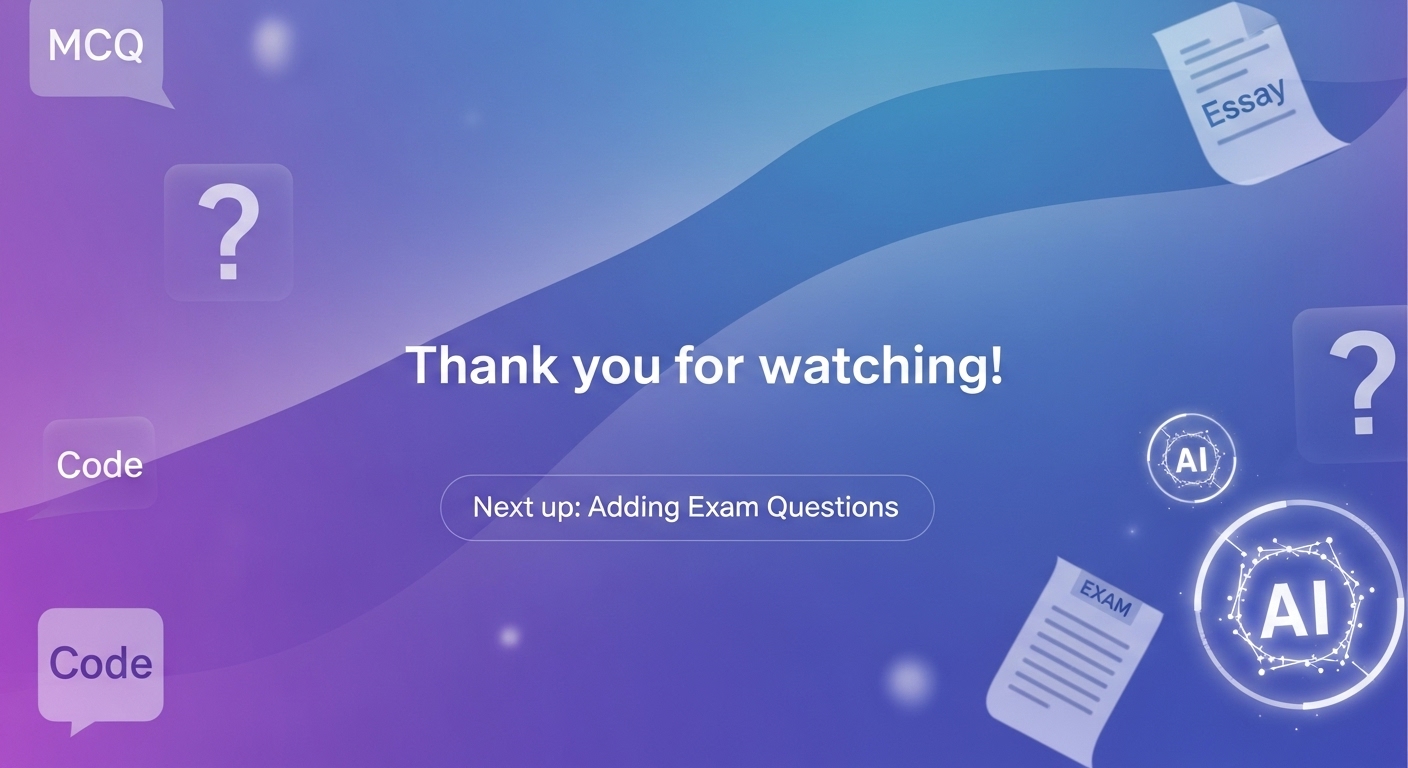 MCQ
Essay
?
?
Thank you for watching!
Code
AI
Next up: Adding Exam Questions
EXAM
AI
Code